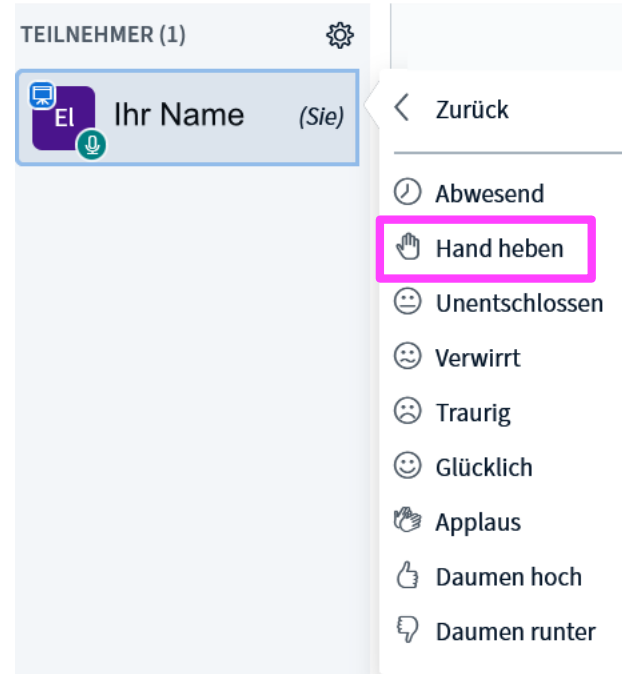 TEILNEHMER (1)
El Ihr Name (Sie)
Zurück
Abwesend
Hand heben
Unentschlossen
Verwirrt
Traurig
Glücklich
Applaus
Daumen hoch
Daumen runter